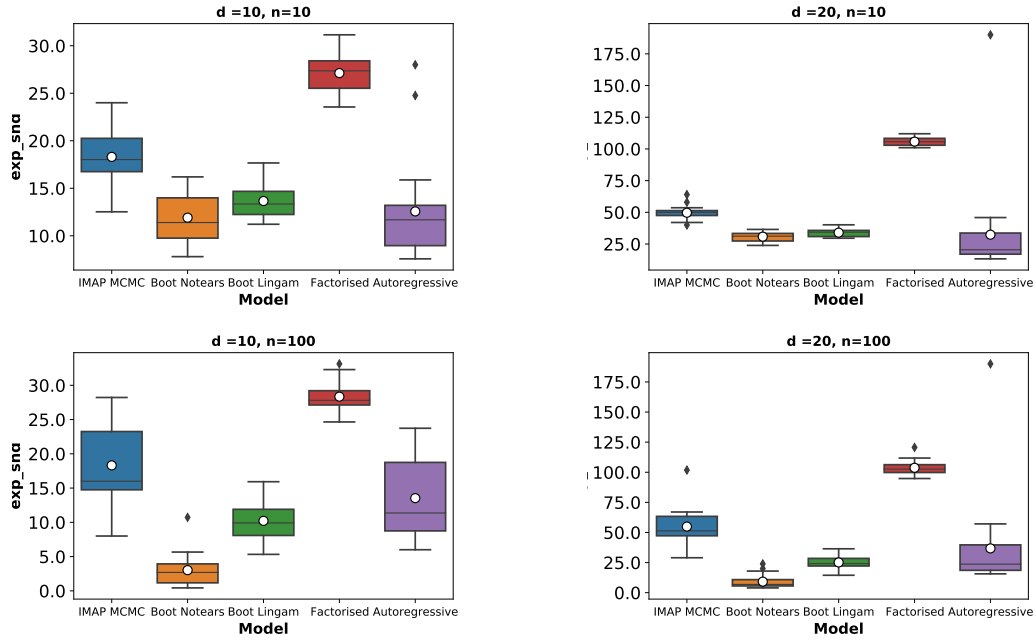 d =10, n=10
30.0
25.0
20.0
15.0
10.0
IMAP MCMC Boot Notears Boot Lingam Factorised Autoregressive
Model
d =20, n=10
175.0
150.0
125.0
100.0
75.0
50.0
25.0
IMAP MCMC Boot Notears Boot Lingam Factorised Autoregressive
Model
d =10, n=100
30.0
25.0
20.0
15.0
10.0
5.0
0.0
IMAP MCMC Boot Notears Boot Lingam Factorised Autoregressive
Model
d =20, n=100
175.0
150.0
125.0
100.0
75.0
50.0
25.0
0.0
IMAP MCMC Boot Notears Boot Lingam Factorised Autoregressive
Model